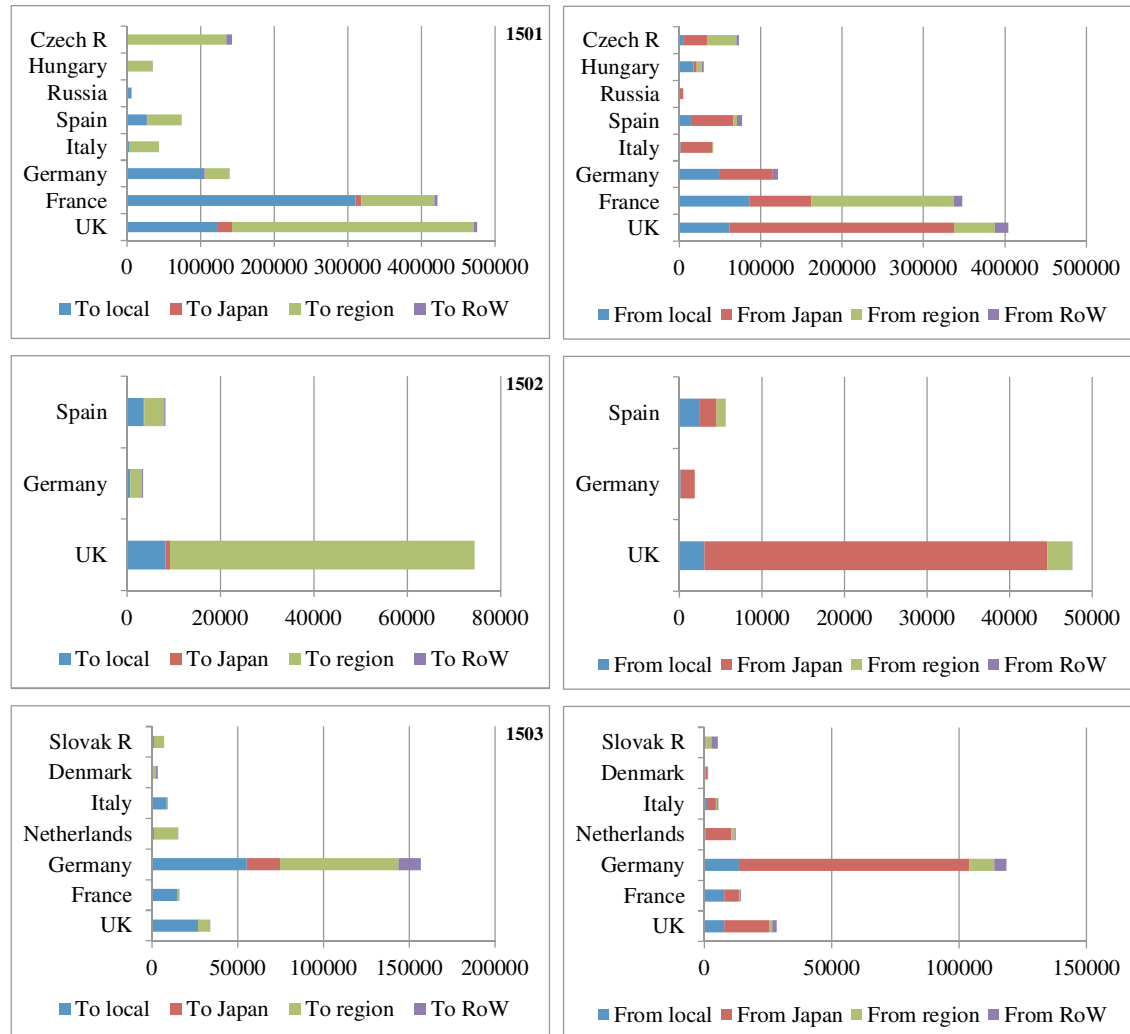 1501
Czech R
Hungary
Russia
Spain
Italy
Germany
France
UK
0 100000 200000 300000 400000 500000
To local To Japan To region To RoW
Czech R
Hungary
Russia
Spain
Italy
Germany
France
UK
0 100000 200000 300000 400000 500000
From local From Japan From region From RoW
1502
Spain
Germany
UK
0 20000 40000 60000 80000
To local To Japan To region To RoW
Spain
Germany
UK
0 10000 20000 30000 40000 50000
From local From Japan From region From RoW
1503
Slovak R
Denmark
Italy
Netherlands
Germany
France
UK
0 50000 100000 150000 200000
To local To Japan To region To RoW
Slovak R
Denmark
Italy
Netherlands
Germany
France
UK
0 50000 100000 150000
From local From Japan From region From RoW